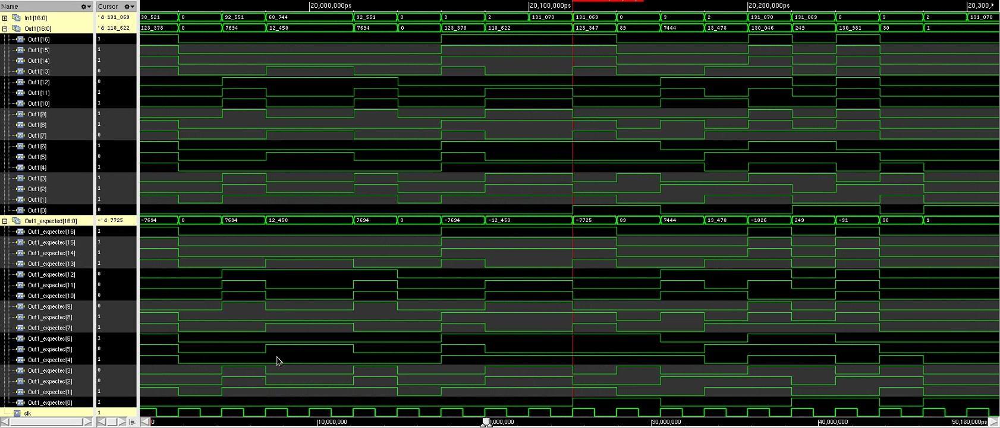 Name Cursor 20,000,000ps 20,100,000ps 20,200,000ps 20,300,
In1[16:0] 'd 131_069 38_521 0 92_551 68_744 92_551 0 3 2 131_070 131_069 0 3 2 131_070 131_069 0 3 2 131_070
Out1[16:0] 'd 118_622 123_378 0 7694 12_450 7694 0 123_378 118_622 123_347 89 7444 13_478 130_046 249 130_981 30 1
Out1[16] 1
Out1[15] 1
Out1[14] 1
Out1[13] 0
Out1[12] 0
Out1[11] 1
Out1[10] 1
Out1[9] 1
Out1[8] 1
Out1[7] 0
Out1[6] 1
Out1[5] 0
Out1[4] 1
Out1[3] 1
Out1[2] 1
Out1[1] 1
Out1[0] 0
Out1_expected[16:0] -'d 7725 -7694 0 7694 12_450 7694 0 -7694 -12_450 -7725 89 7444 13_478 -1026 249 -91 30 1
Out1_expected[16] 1
Out1_expected[15] 1
Out1_expected[14] 1
Out1_expected[13] 1
Out1_expected[12] 0
Out1_expected[11] 0
Out1_expected[10] 0
Out1_expected[9] 0
Out1_expected[8] 1
Out1_expected[7] 1
Out1_expected[6] 1
Out1_expected[5] 0
Out1_expected[4] 1
Out1_expected[3] 0
Out1_expected[2] 0
Out1_expected[1] 1
Out1_expected[0] 1
clk 1
0 10,000,000 000,000 30,000,000 40,000,000 50,160,000ps